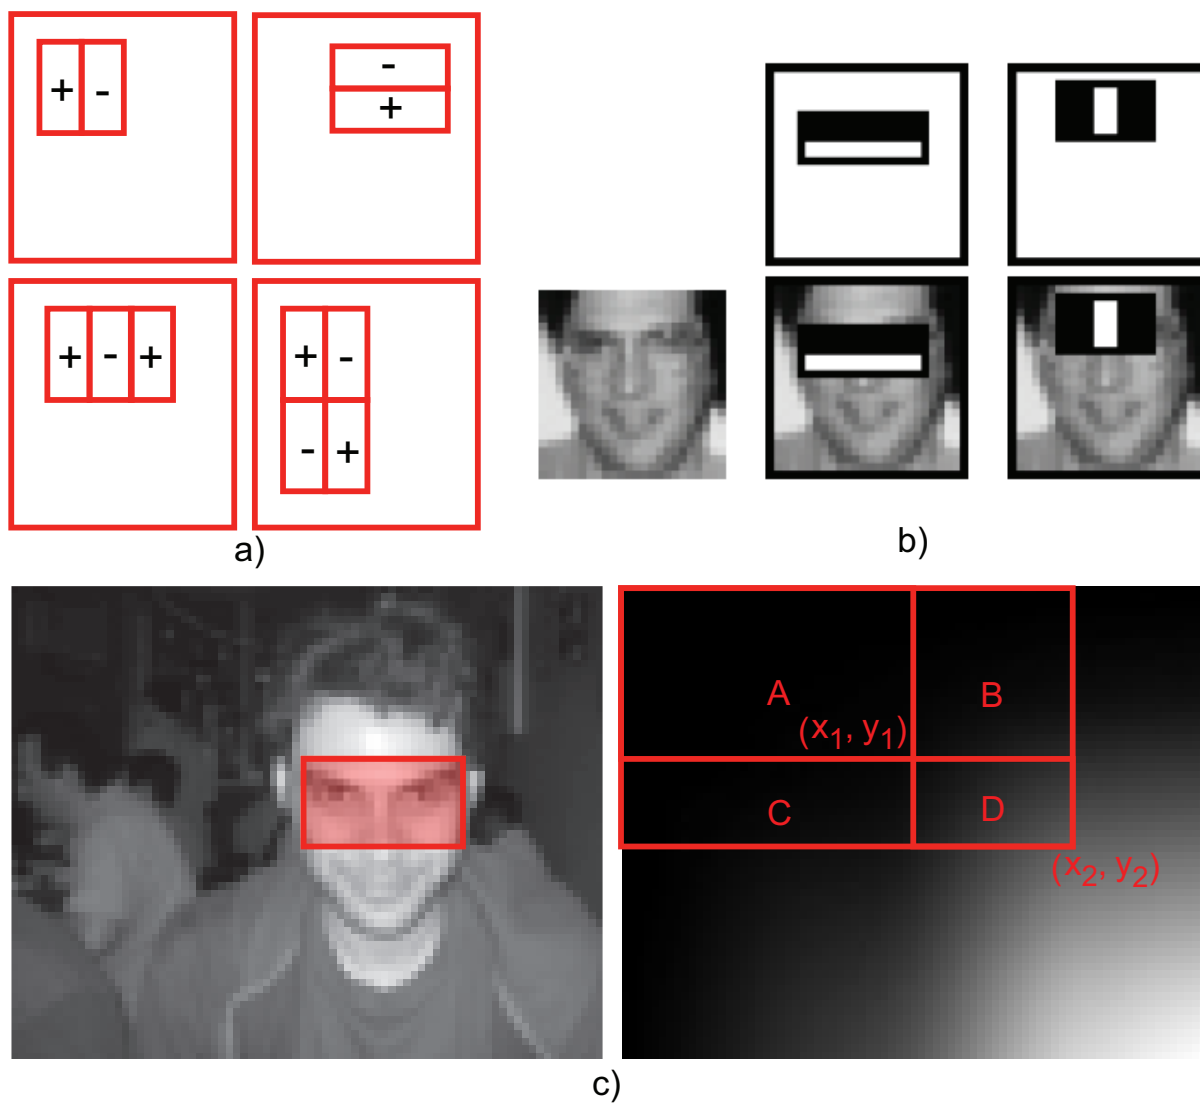 + -
-
+
+ - +
+ -
- +
a)
b)
A
B
(x₁, y₁)
C
D
(x₂, y₂)
c)